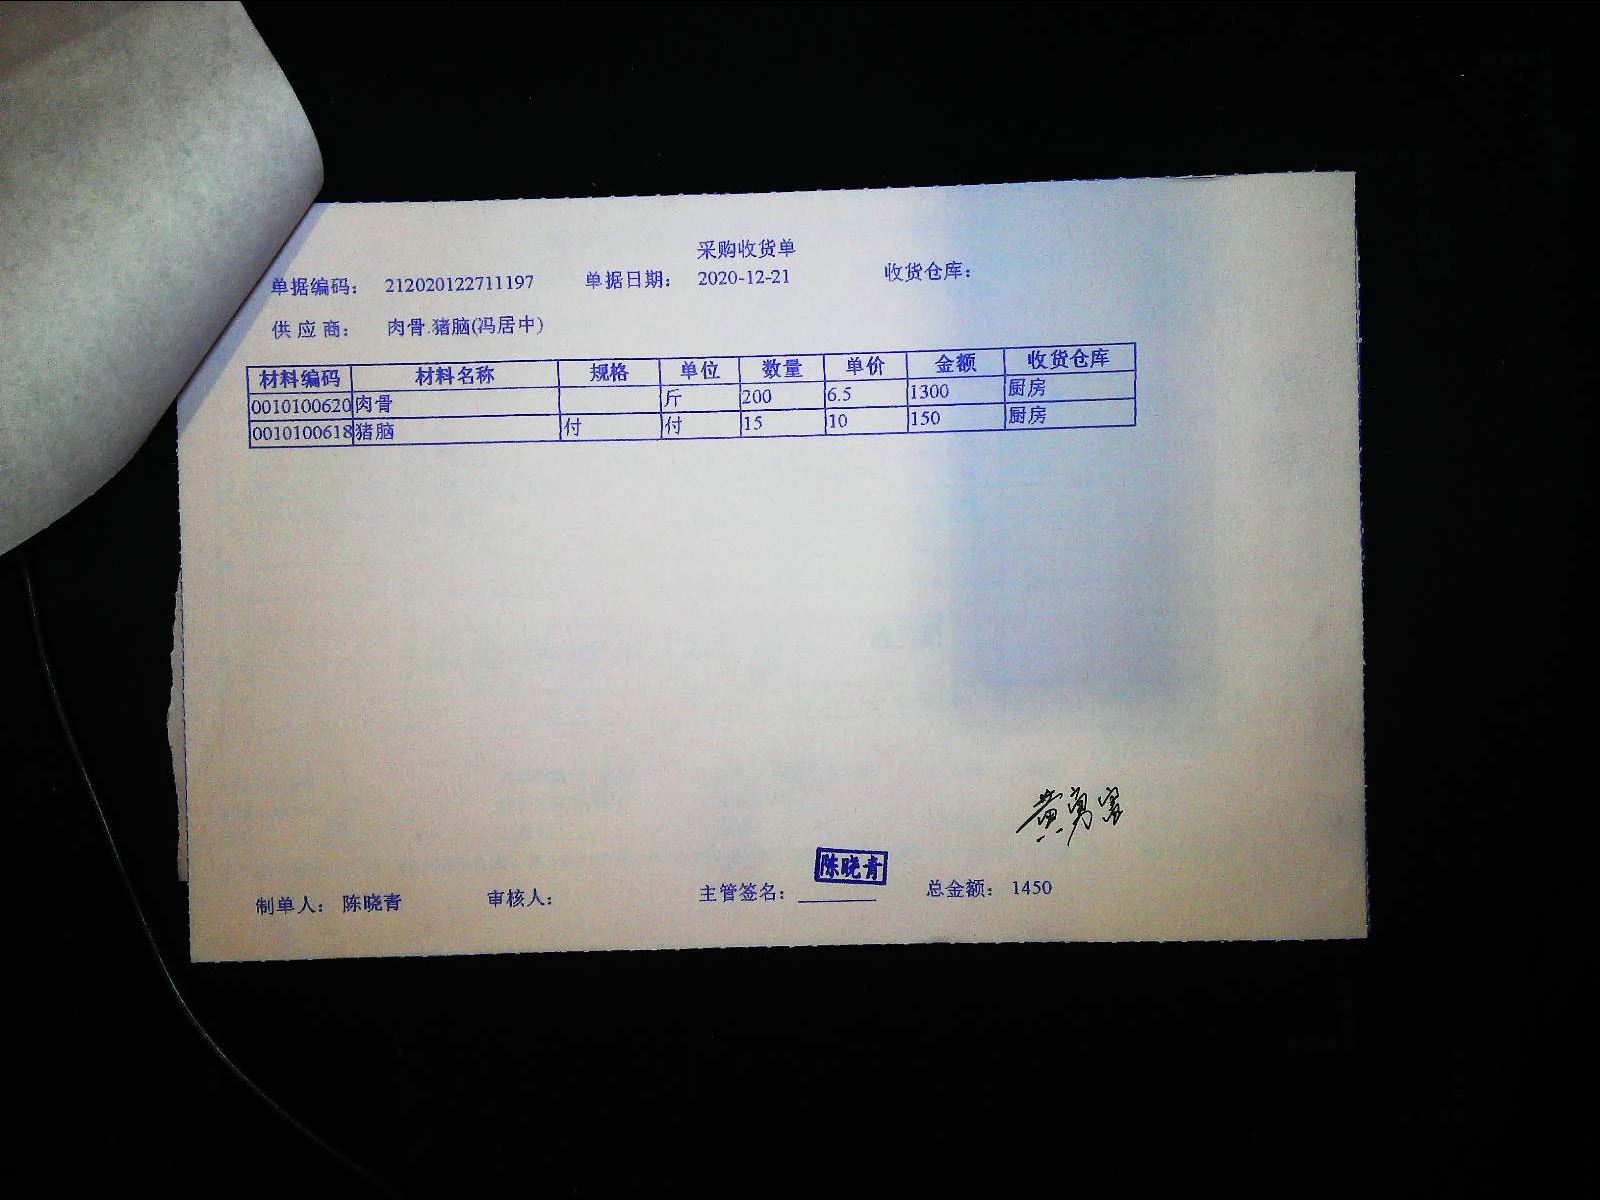 采购收货单
单据编码： 212020122711197 单据日期： 2020-12-21 收货仓库：
供应商： 肉骨.猪脑(冯居中)
材料编码 材料名称 规格 单位 数量 单价 金额 收货仓库
0010100620 肉骨 斤 200 6.5 1300 厨房
0010100618 猪脑 付 付 15 10 150 厨房
陈晓青
制单人： 陈晓青 审核人： 主管签名： 总金额： 1450